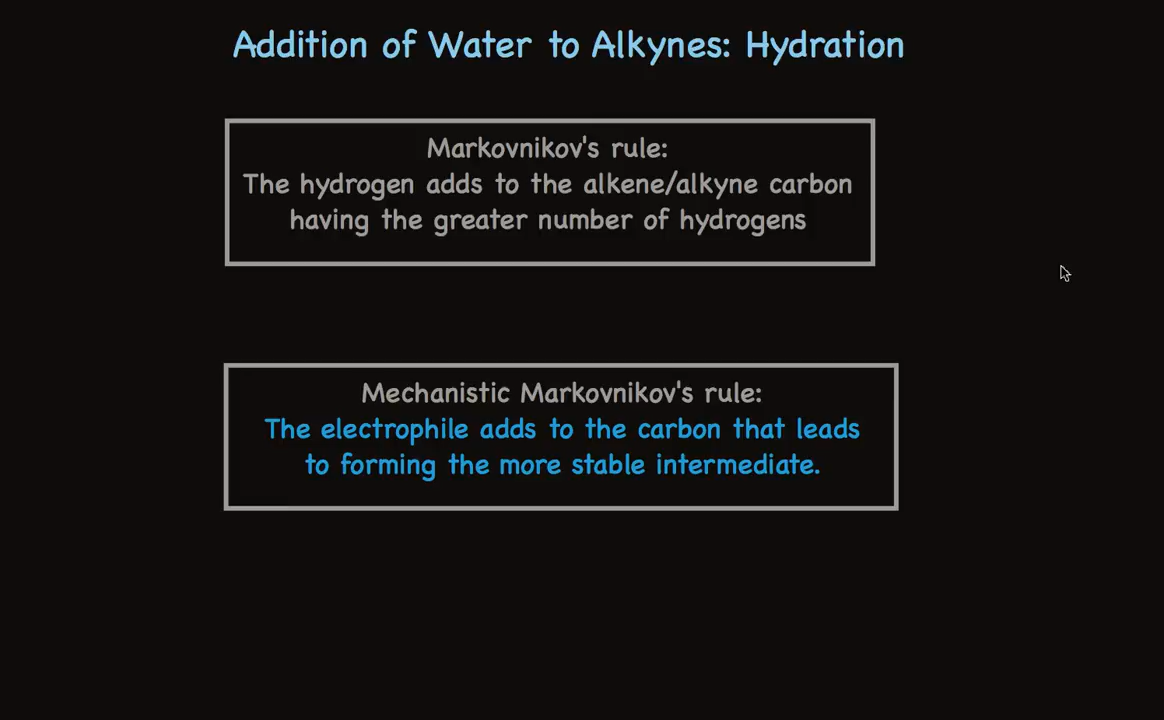 Addition of Water to Alkynes: Hydration
Markovnikov's rule:
The hydrogen adds to the alkene/alkyne carbon
having the greater number of hydrogens
Mechanistic Markovnikov's rule:
The electrophile adds to the carbon that leads
to forming the more stable intermediate.